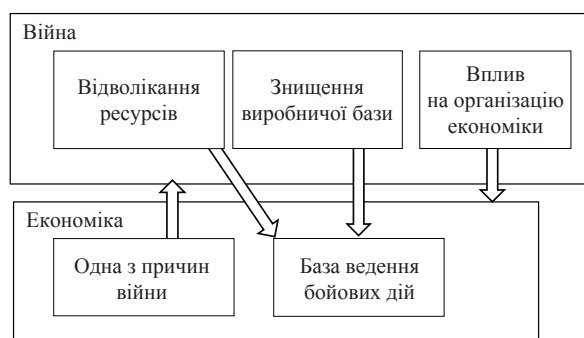 Війна
Відволікання
ресурсів
Знищення
виробничої бази
Вплив
на організацію
економіки
Економіка
Одна з причин
війни
База ведення
бойових дій